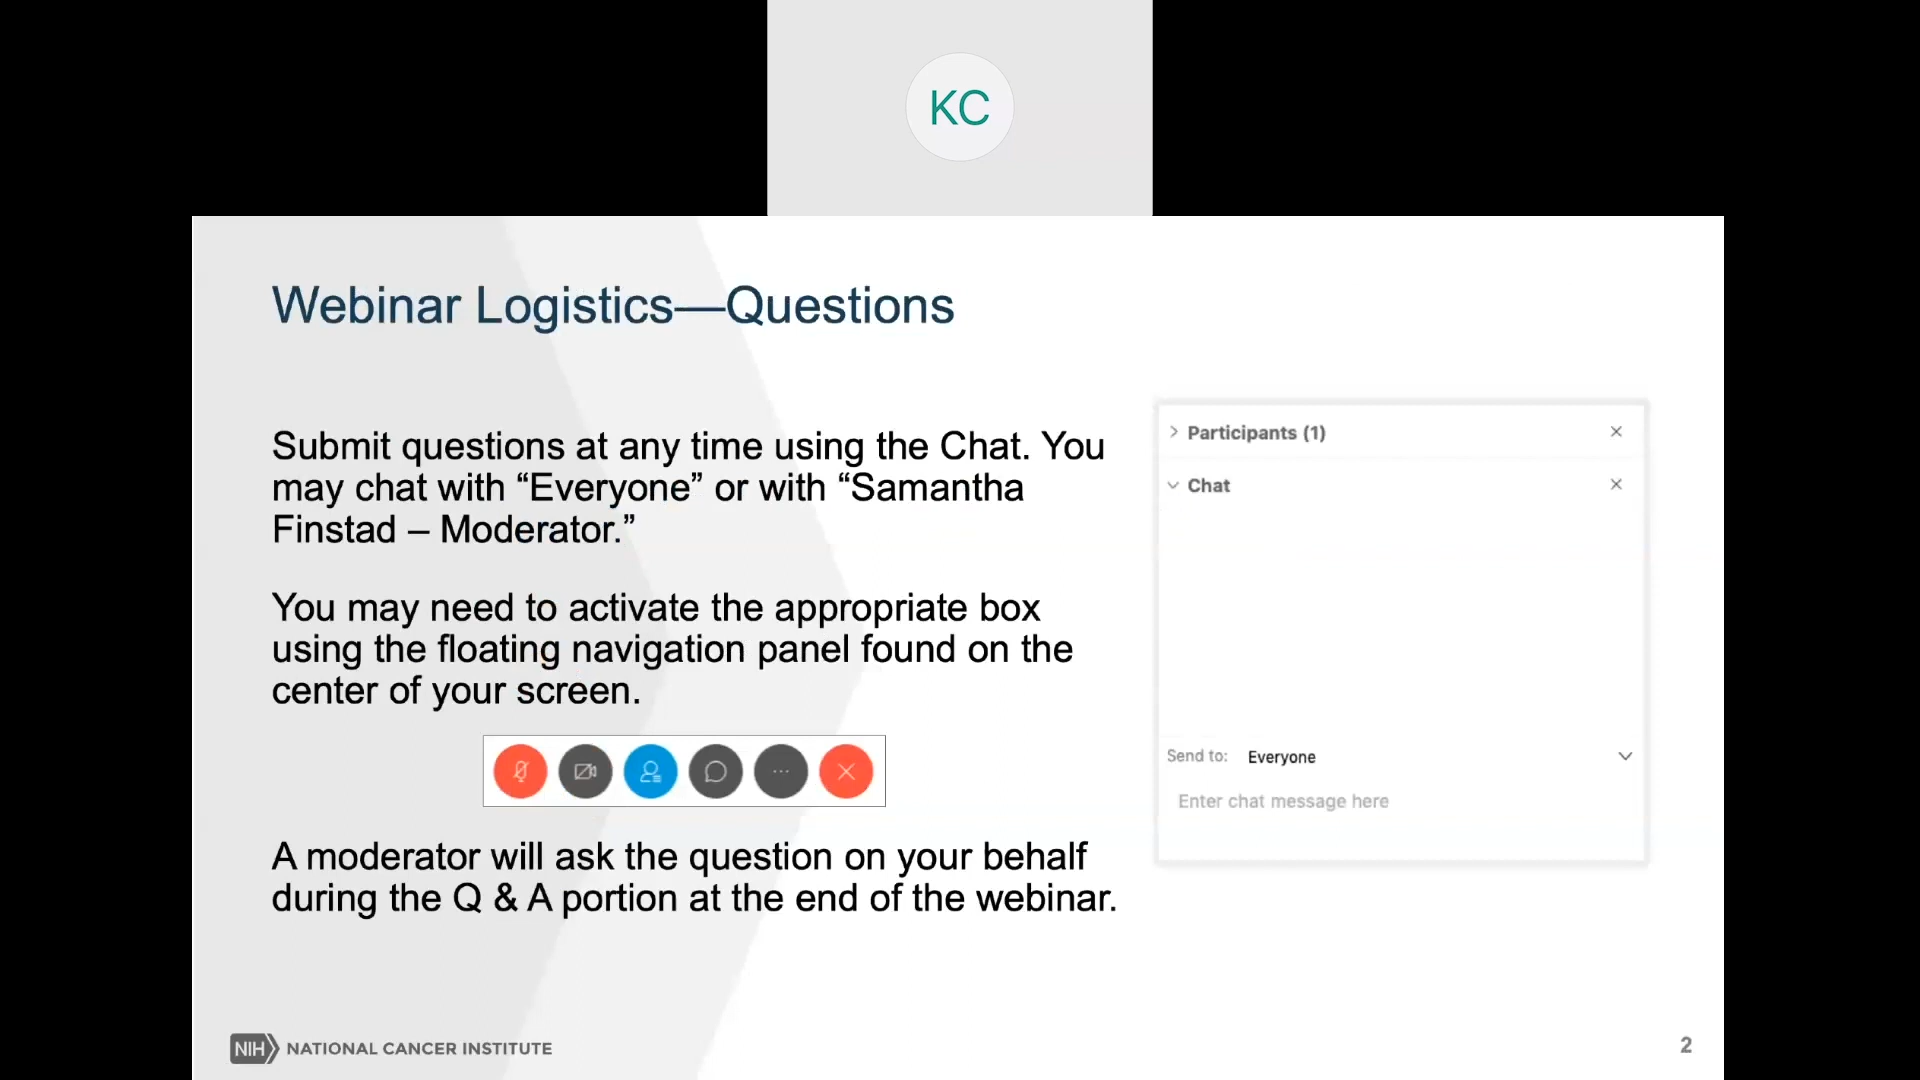 KC
Webinar Logistics—Questions
Submit questions at any time using the Chat. You
may chat with “Everyone” or with “Samantha
Finstad – Moderator.”
You may need to activate the appropriate box
using the floating navigation panel found on the
center of your screen.
A moderator will ask the question on your behalf
during the Q & A portion at the end of the webinar.
Participants (1)
Chat
Send to: Everyone
Enter chat message here
NIH NATIONAL CANCER INSTITUTE
2